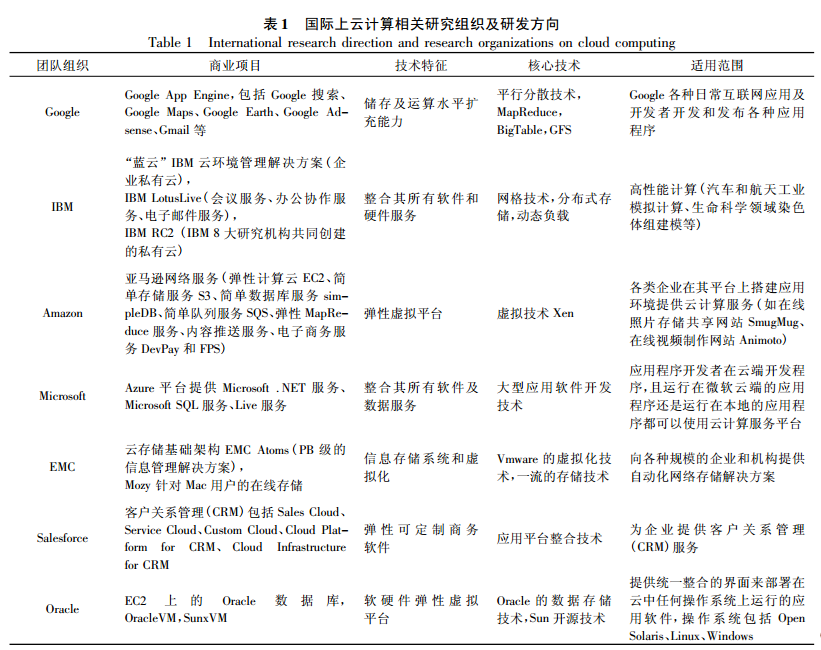 表 1 国际上云计算相关研究组织及研发方向
Table 1 International research direction and research organizations on cloud computing
团队组织 商业项目 技术特征 核心技术 适用范围
Google
Google App Engine,包括 Google 搜索、
Google Maps、Google Earth、Google Ad-
sense、Gmail 等
储存及运算水平扩
充能力
平行分散技术,
MapReduce,
BigTable,GFS
Google 各种日常互联网应用及
开发者开发和发布各种应用
程序
IBM
“蓝云”IBM 云环境管理解决方案(企
业私有云),
IBM LotusLive(会议服务、办公协作服
务、电子邮件服务),
IBM RC2 (IBM 8 大研究机构共同创建
的私有云)
整合其所有软件和
硬件服务
网格技术,分布式存
储,动态负载
高性能计算(汽车和航天工业
模拟计算、生命科学领域染色
体组建模等)
Amazon
亚马逊网络服务(弹性计算云 EC2、简
单存储服务 S3、简单数据库服务 sim-
pleDB、简单队列服务 SQS、弹性 MapRe-
duce 服务、内容推送服务、电子商务服
务 DevPay 和 FPS)
弹性虚拟平台
虚拟技术 Xen
各类企业在其平台上搭建应用
环境提供云计算服务(如在线
照片存储共享网站 SmugMug、
在线视频制作网站 Animoto)
Microsoft
Azure 平台提供 Microsoft .NET 服务、
Microsoft SQL 服务、Live 服务
整合其所有软件及
数据服务
大型应用软件开发
技术
应用程序开发者在云端开发程
序,且运行在微软云端的应用
程序还是运行在本地的应用程
序都可以使用云计算服务平台
EMC
云存储基础架构 EMC Atoms(PB 级的
信息管理解决方案),
Mozy 针对 Mac 用户的在线存储
信息存储系统和虚
拟化
Vmware 的虚拟化技
术,一流的存储技术
向各种规模的企业和机构提供
自动化网络存储解决方案
Salesforce
客户关系管理(CRM)包括 Sales Cloud、
Service Cloud、Custom Cloud、Cloud Plat-
form for CRM、Cloud Infrastructure
for CRM
弹性可定制商务
软件
应用平台整合技术
为企业提供客户关系管理
(CRM)服务
Oracle
EC2 上的 Oracle 数据库,
OracleVM,SunxVM
软硬件弹性虚拟
平台
Oracle 的数据存储
技术,Sun 开源技术
提供统一整合的界面来部署在
云中任何操作系统上运行的应
用软件,操作系统包括 Open
Solaris、Linux、Windows